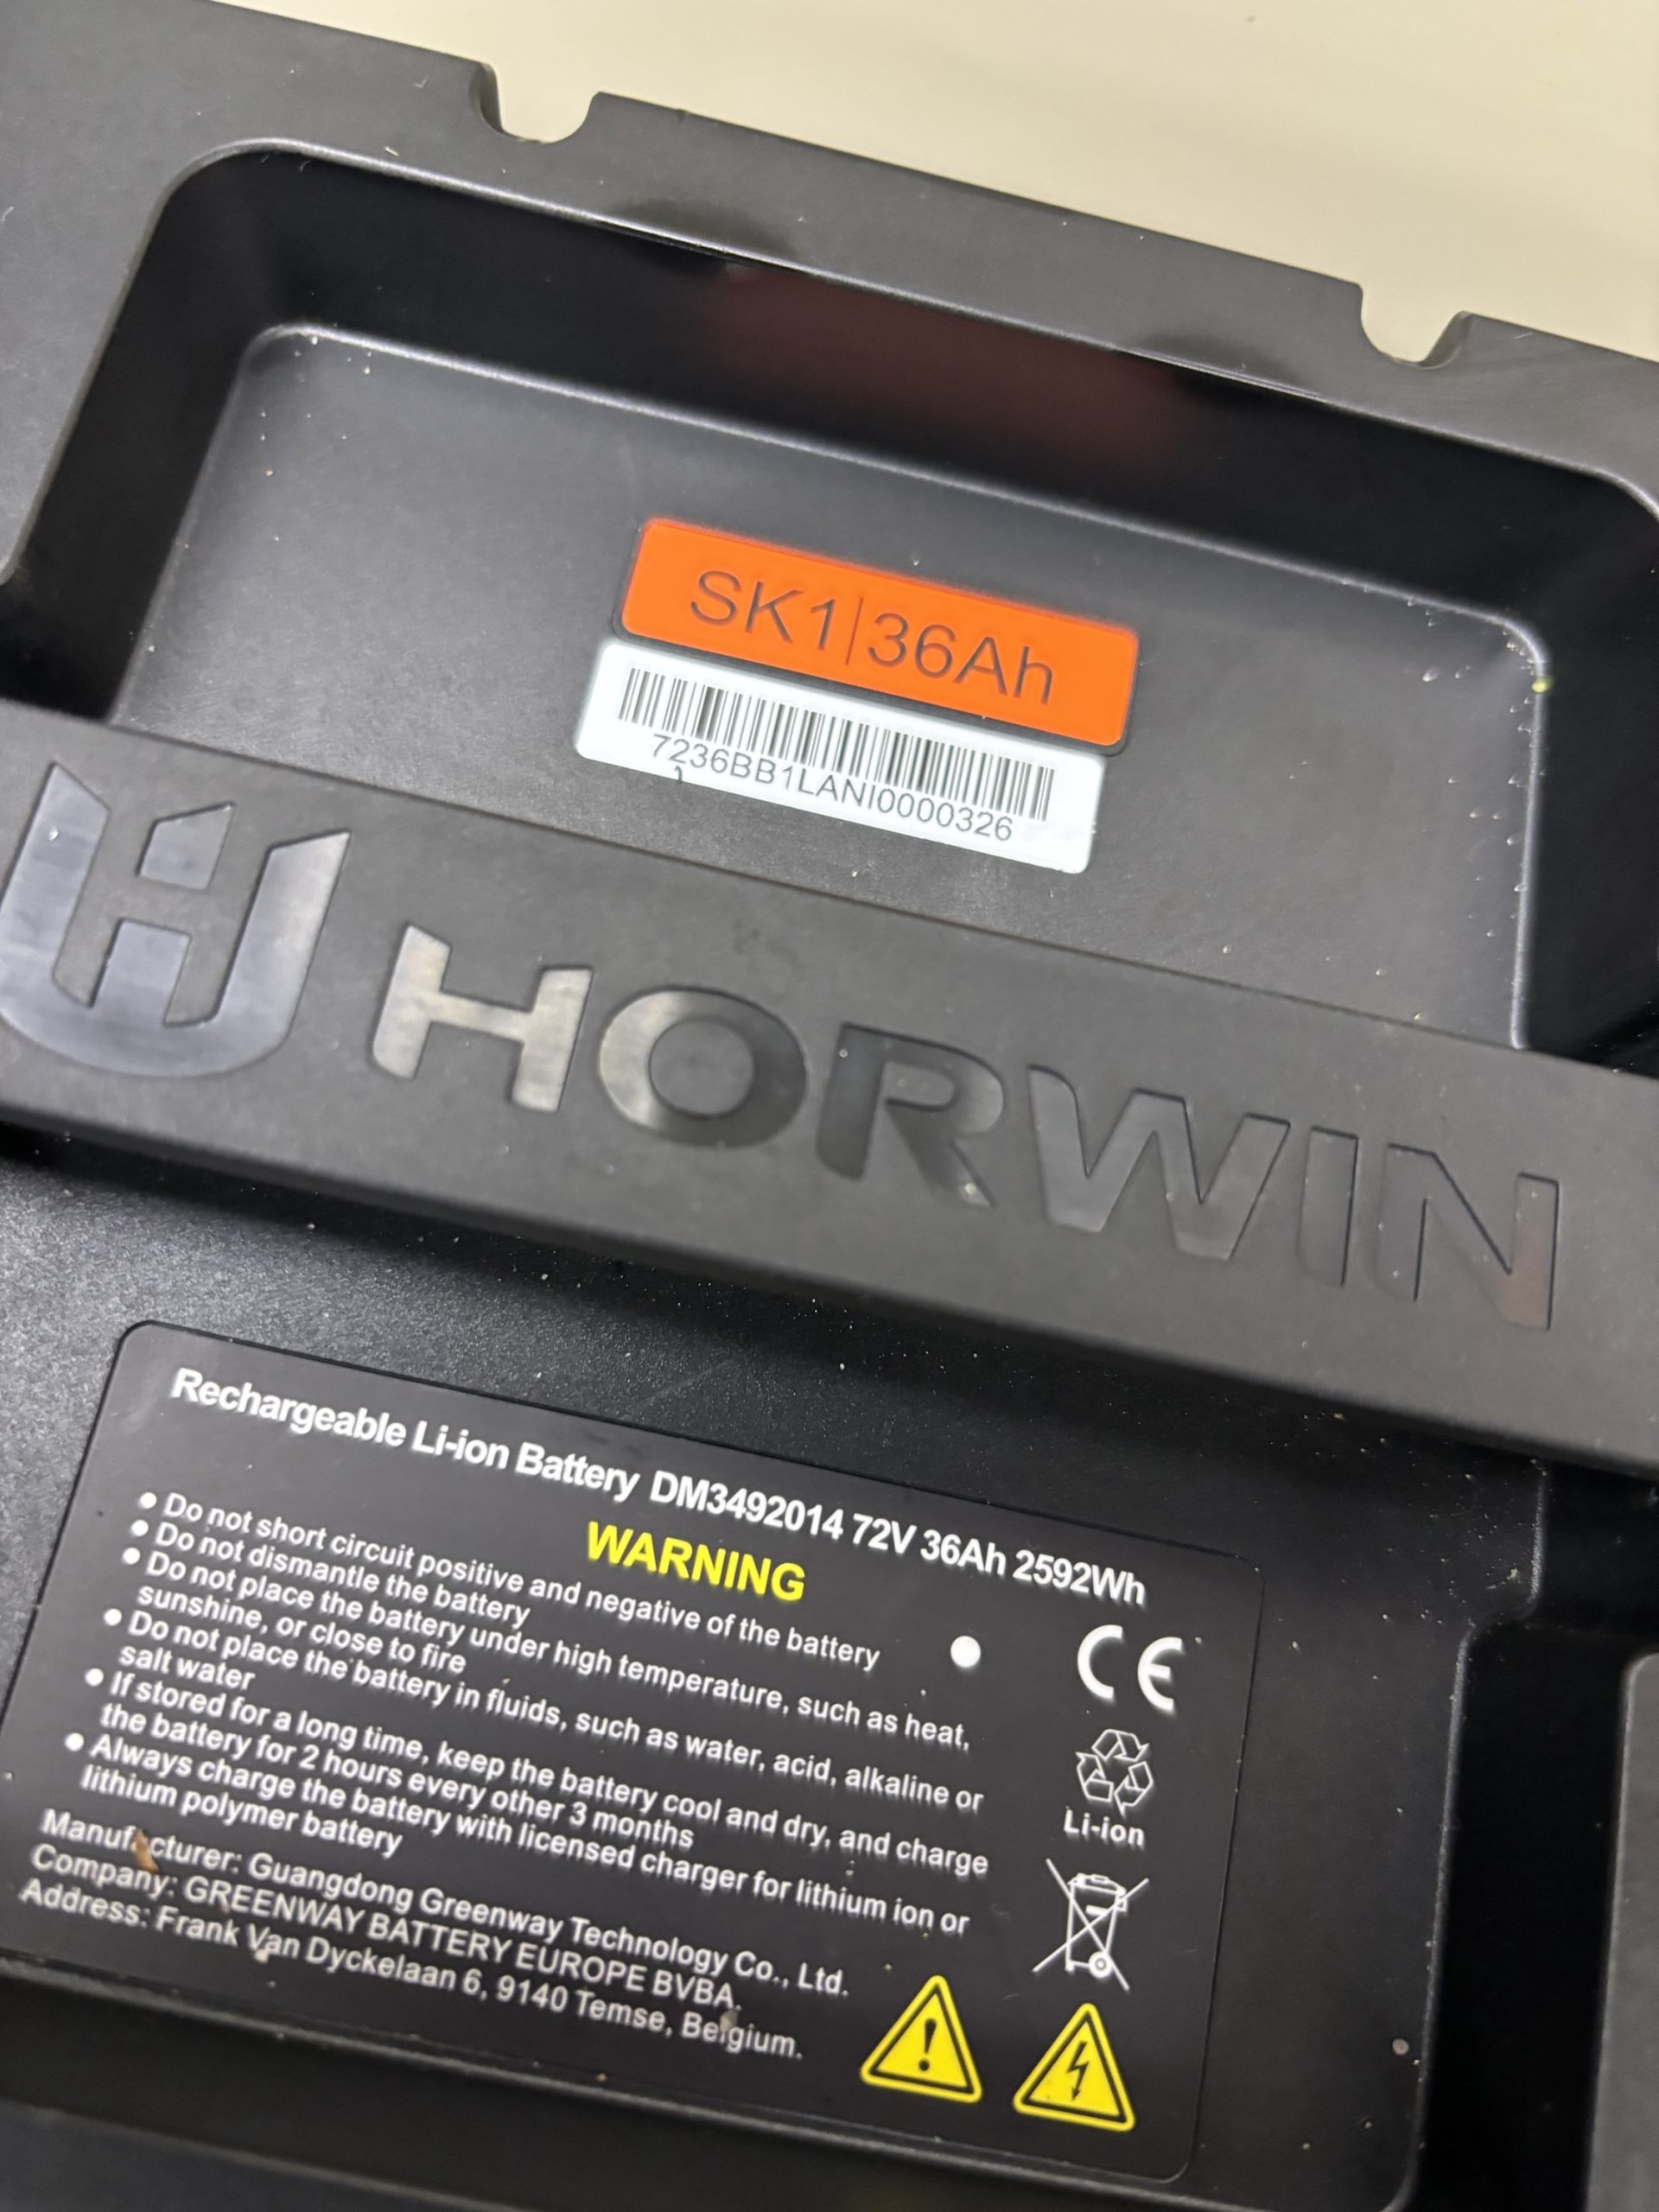 SK1|36Ah
7236BB1LANI0000326
HORWIN
Rechargeable Li-ion Battery DM3492014 72V 36Ah 2592Wh
WARNING
● Do not short circuit positive and negative of the battery
● Do not dismantle the battery
● Do not place the battery under high temperature, such as heat,
sunshine, or close to fire
● Do not place the battery in fluids, such as water, acid, alkaline or
salt water
● If stored for a long time, keep the battery cool and dry, and charge
the battery for 2 hours every other 3 months
● Always charge the battery with licensed charger for lithium ion or
lithium polymer battery
Manufacturer: Guangdong Greenway Technology Co., Ltd.
Company: GREENWAY BATTERY EUROPE BVBA.
Address: Frank Van Dyckelaan 6, 9140 Temse, Belgium.
CE
Li-ion